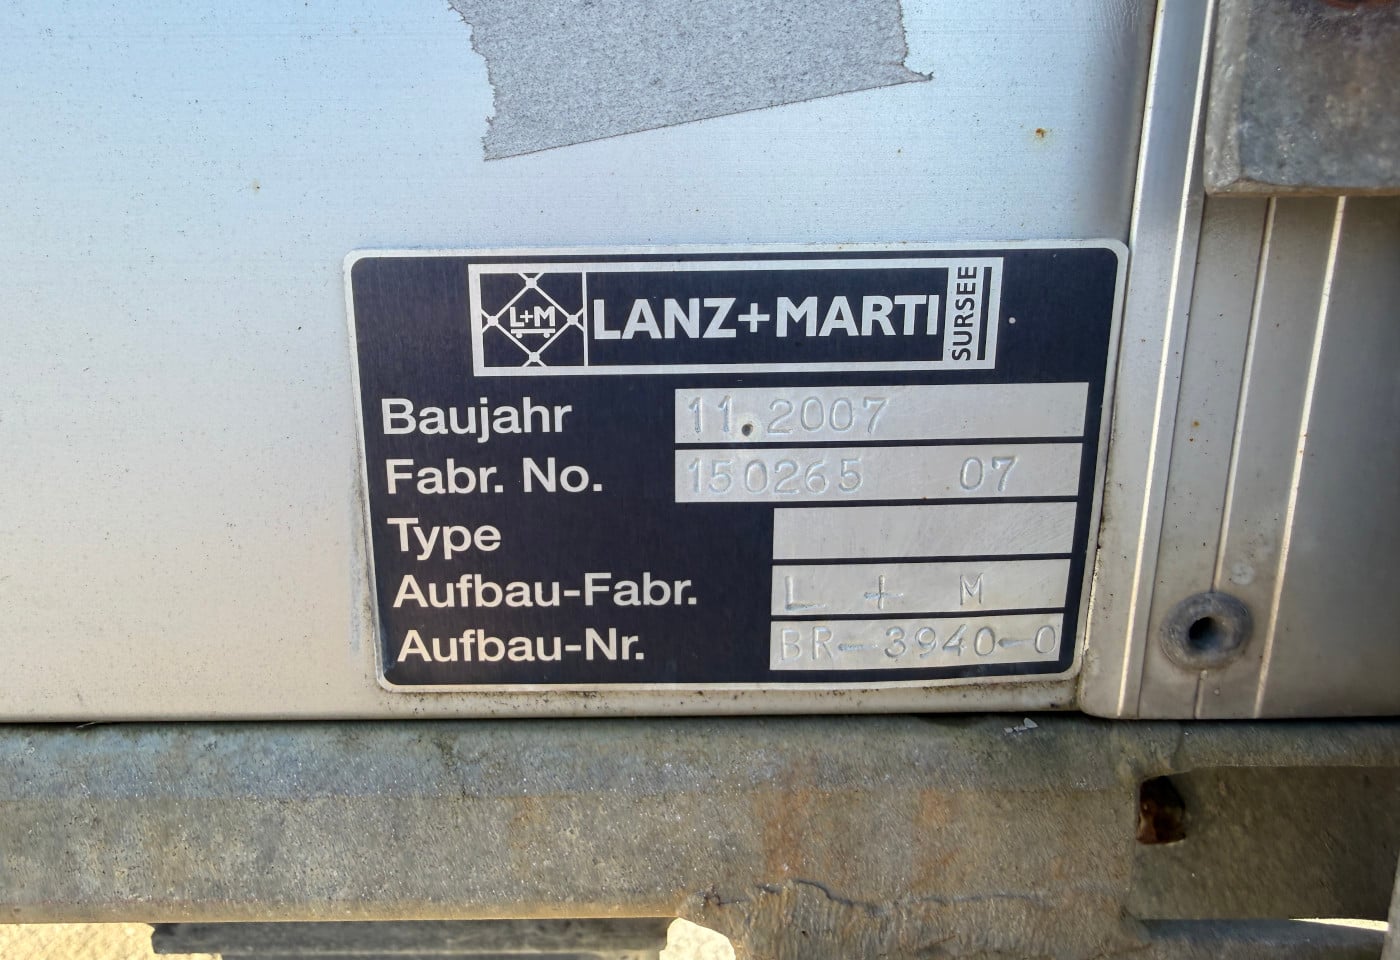 L+M LANZ+MARTI SURSEE
Baujahr 11.2007
Fabr. No. 150265 07
Type
Aufbau-Fabr. L + M
Aufbau-Nr. BR-3940-0